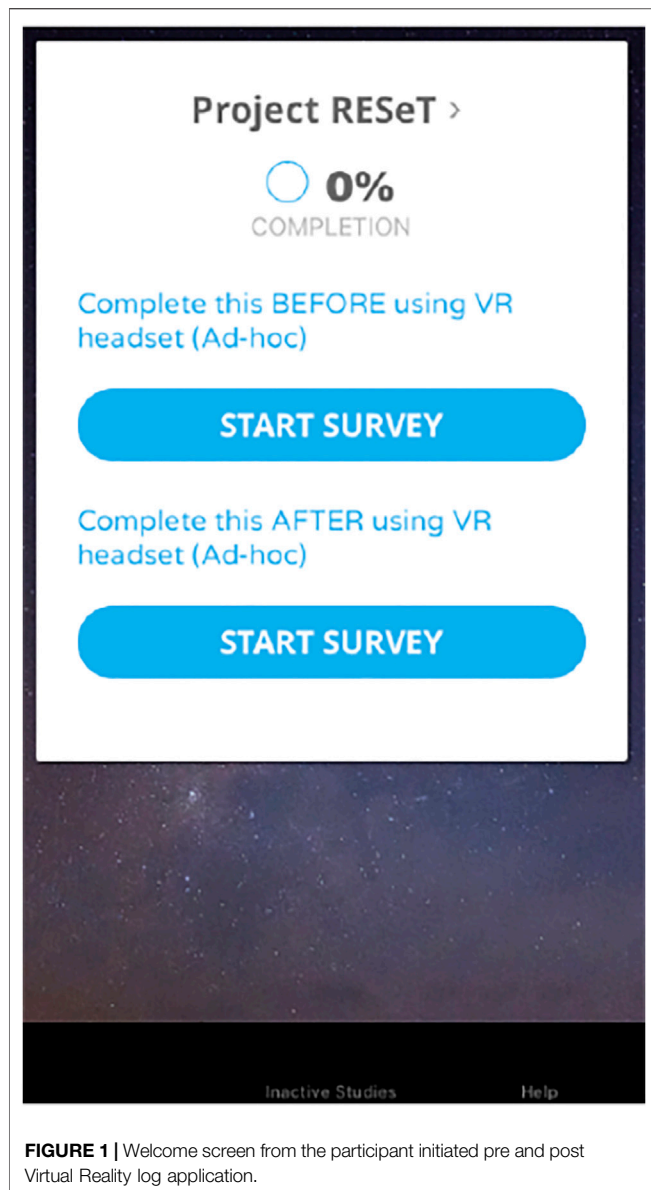 Project RESeT >
0%
COMPLETION
Complete this BEFORE using VR
headset (Ad-hoc)
START SURVEY
Complete this AFTER using VR
headset (Ad-hoc)
START SURVEY
Inactive Studies Help
FIGURE 1 | Welcome screen from the participant initiated pre and post
Virtual Reality log application.